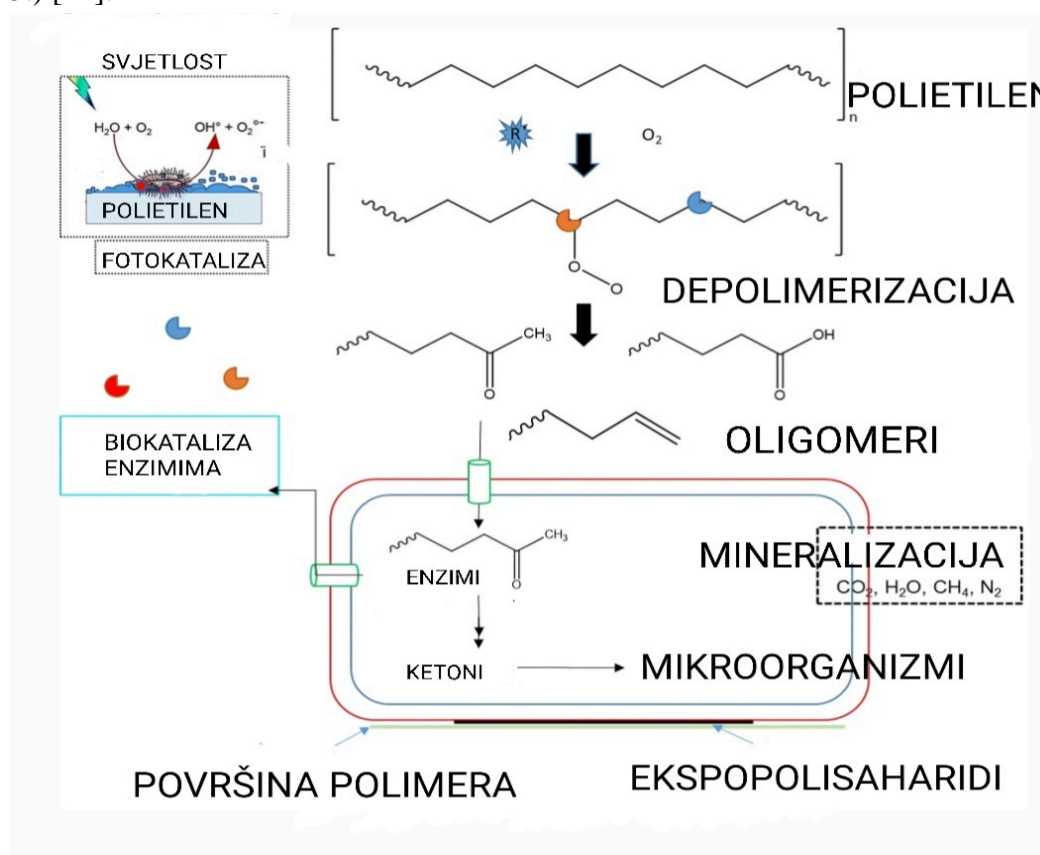 SVJETLOST
H₂O + O₂
OH° + O₂°⁻
ī
POLIETILEN
FOTOKATALIZA
POLIETILEN
n
R
O₂
O
O
DEPOLIMERIZACIJA
CH₃
O
OH
O
OLIGOMERI
BIOKATALIZA
ENZIMIMA
CH₃
O
ENZIMI
KETONI
MINERALIZACIJA
CO₂, H₂O, CH₄, N₂
MIKROORGANIZMI
POVRŠINA POLIMERA
EKSPOPOLISAHARIDI